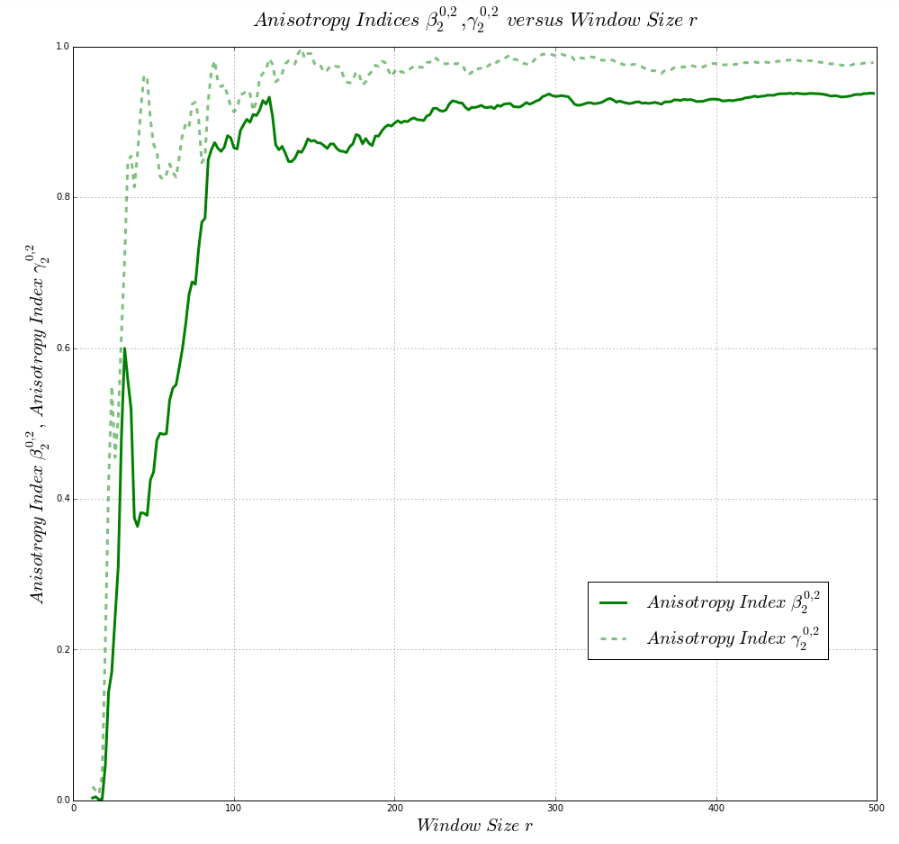 Anisotropy Indices β₂^{0,2} ,γ₂^{0,2} versus Window Size r
1.0
0.8
0.6
0.4
0.2
0.0
Anisotropy Index β₂^{0,2} , Anisotropy Index γ₂^{0,2}
Anisotropy Index β₂^{0,2}
Anisotropy Index γ₂^{0,2}
0 100 200 300 400 500
Window Size r